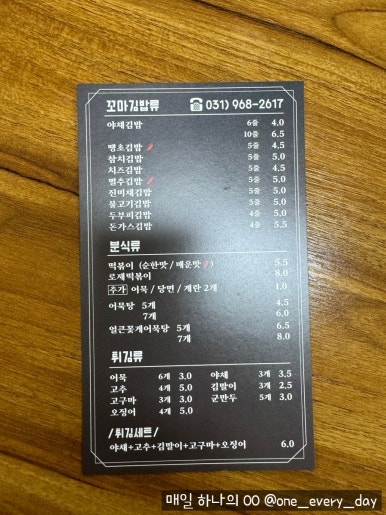 꼬마김밥류 ☎ 031) 968-2617
야채김밥 6줄 4.0
10줄 6.5
땡초김밥 5줄 4.5
참치김밥 5줄 5.0
치즈김밥 5줄 4.5
멸추김밥 5줄 5.0
진미채김밥 5줄 5.0
불고기김밥 5줄 5.0
두부피김밥 4줄 5.0
돈가스김밥 4줄 5.5
분식류
떡볶이 (순한맛 / 매운맛) 5.5
로제떡볶이 8.0
추가 어묵 / 당면 / 계란 2개 1.0
어묵탕 5개 4.5
7개 6.0
얼큰꽃게어묵탕 5개 6.5
7개 8.0
튀김류
어묵 6개 3.0 야채 3개 3.5
고추 4개 5.0 김말이 3개 2.5
고구마 3개 3.0 군만두 5개 3.0
오징어 4개 5.0
/튀김세트/
야채+고추+김말이+고구마+오징어 6.0
매일 하나의 OO @one__every__day